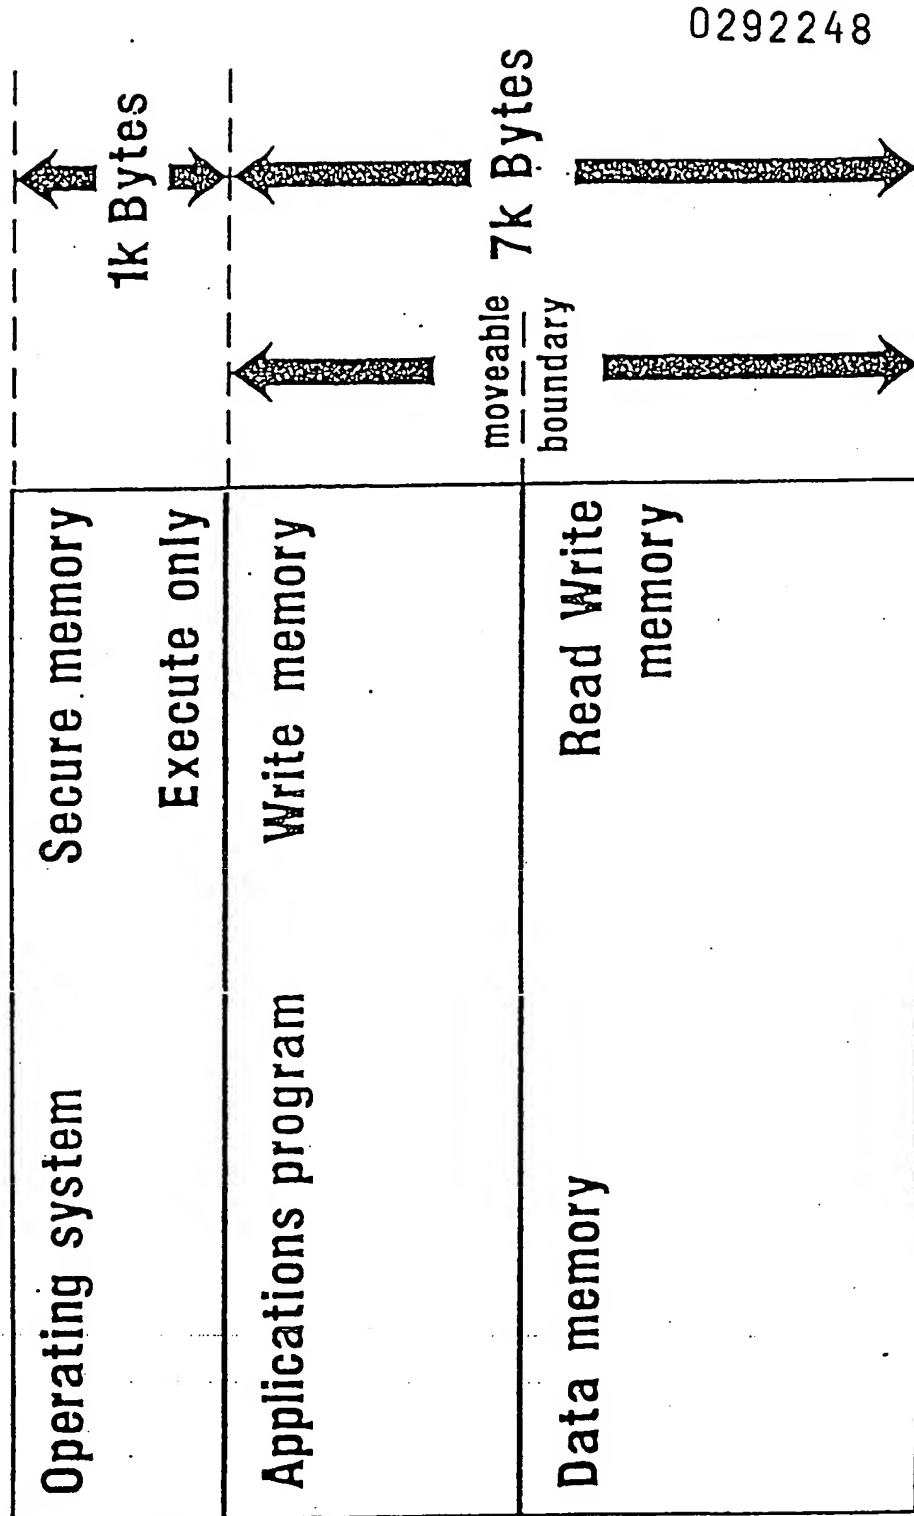 0292248
Operating system
Secure memory
Execute only
1k Bytes
Applications program
Write memory
moveable
boundary
7k Bytes
Data memory
Read Write
memory